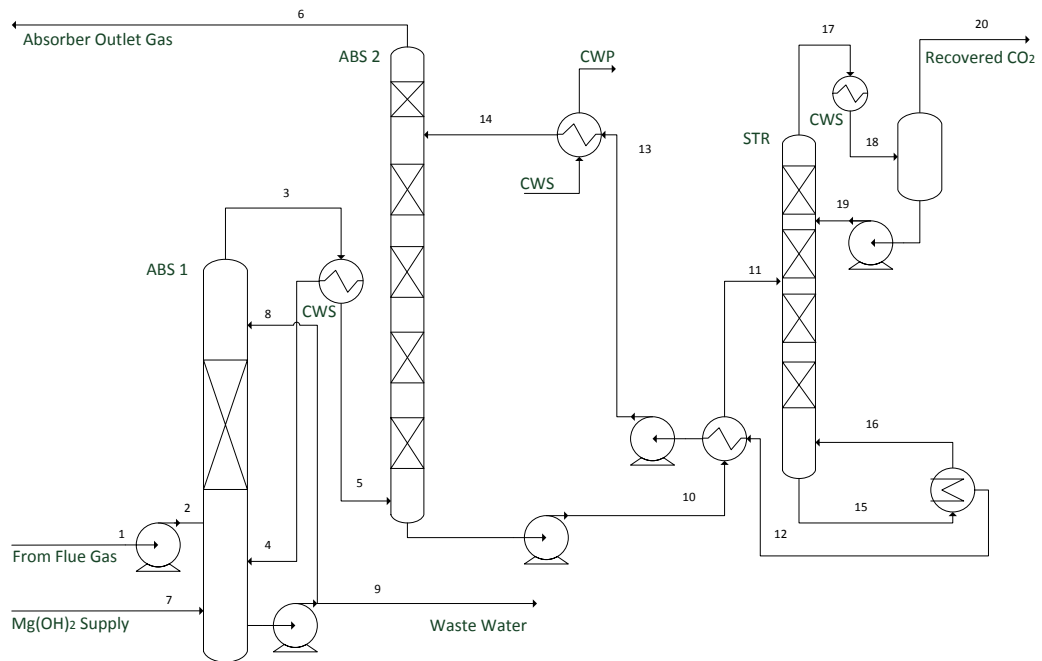 6
Absorber Outlet Gas
ABS 2
CWP
14
13
CWS
17
20
Recovered CO₂
CWS
18
STR
19
11
3
ABS 1
CWS
8
5
10
16
15
12
1
2
From Flue Gas
4
7
Mg(OH)₂ Supply
9
Waste Water